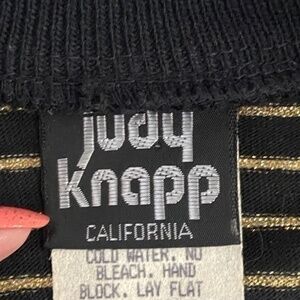 judy
knapp
CALIFORNIA
COLD WATER. NO
BLEACH. HAND
BLOCK. LAY FLAT